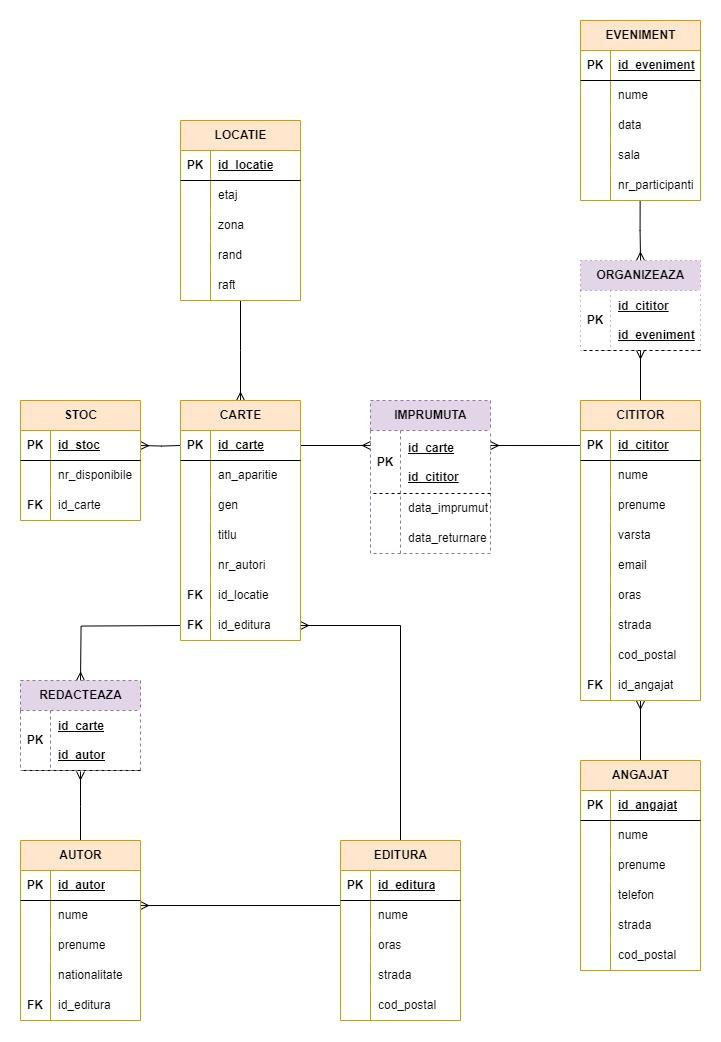 EVENIMENT
PK id_eveniment
nume
data
sala
nr_participanti
LOCATIE
PK id_locatie
etaj
zona
rand
raft
ORGANIZEAZA
PK
id_cititor
id_eveniment
STOC
PK id_stoc
nr_disponibile
FK id_carte
CARTE
PK id_carte
an_aparitie
gen
titlu
nr_autori
FK id_locatie
FK id_editura
IMPRUMUTA
PK
id_carte
id_cititor
data_imprumut
data_returnare
CITITOR
PK id_cititor
nume
prenume
varsta
email
oras
strada
cod_postal
FK id_angajat
REDACTEAZA
PK
id_carte
id_autor
ANGAJAT
PK id_angajat
nume
prenume
telefon
strada
cod_postal
AUTOR
PK id_autor
nume
prenume
nationalitate
FK id_editura
EDITURA
PK id_editura
nume
oras
strada
cod_postal